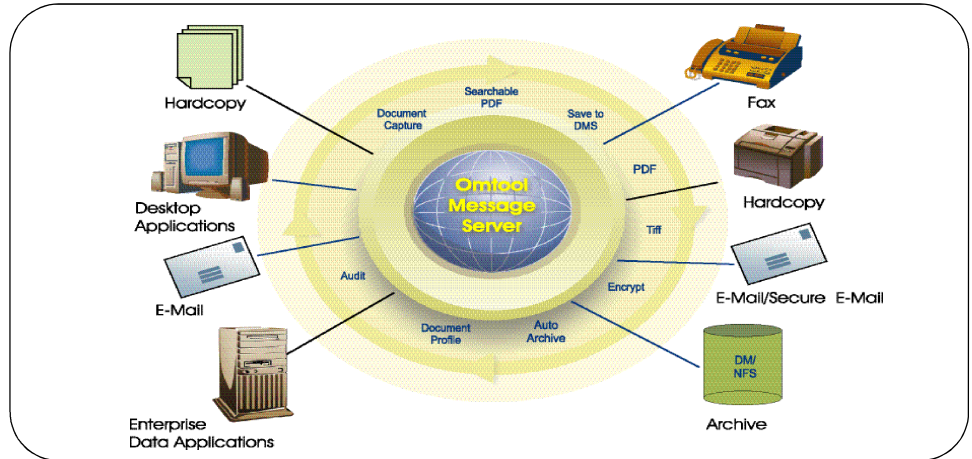 Hardcopy
Desktop
Applications
E-Mail
Enterprise
Data Applications
Document
Capture
Searchable
PDF
Save to
DMS
PDF
Tiff
Encrypt
Auto
Archive
Document
Profile
Audit
Omtool
Message
Server
Fax
Hardcopy
E-Mail/Secure E-Mail
DM/
NFS
Archive